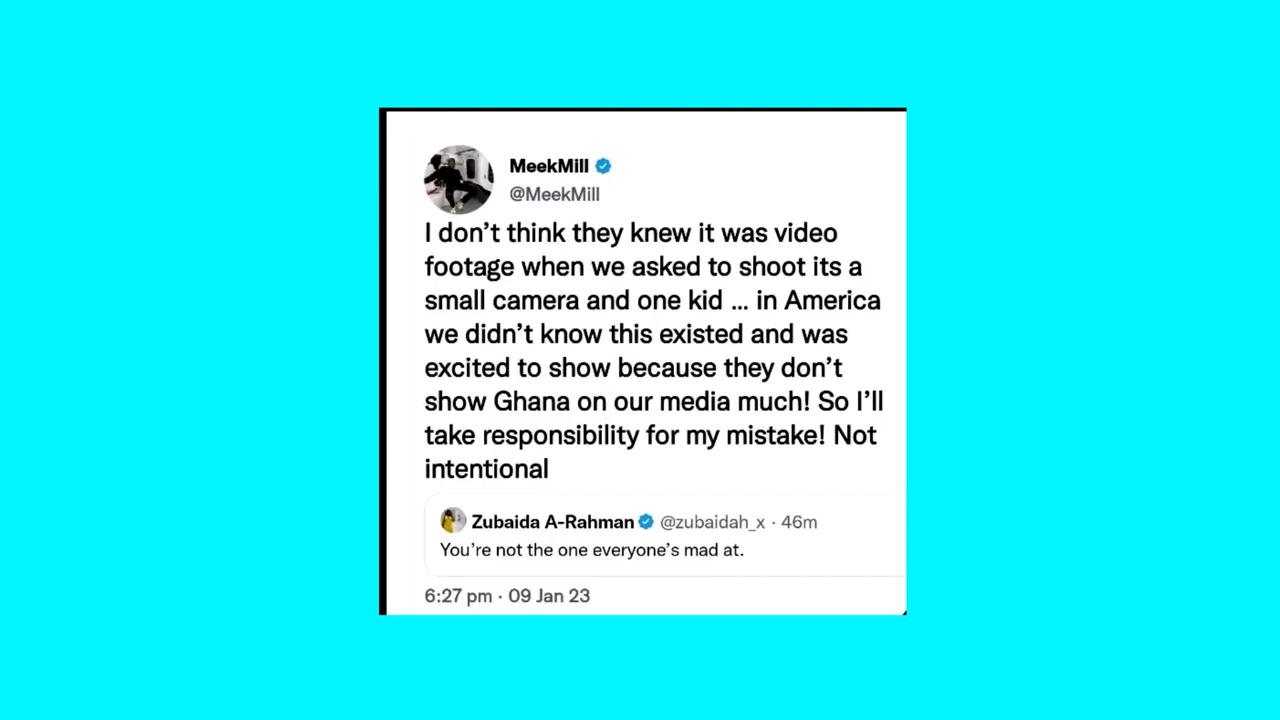 MeekMill
@MeekMill
I don’t think they knew it was video
footage when we asked to shoot its a
small camera and one kid ... in America
we didn’t know this existed and was
excited to show because they don’t
show Ghana on our media much! So I’ll
take responsibility for my mistake! Not
intentional
Zubaida A-Rahman @zubaidah_x · 46m
You’re not the one everyone’s mad at.
6:27 pm · 09 Jan 23